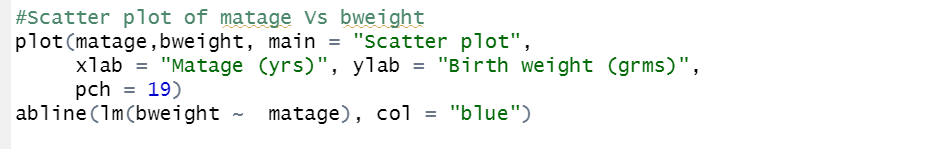 #Scatter plot of matage Vs bweight
plot(matage,bweight, main = "Scatter plot",
     xlab = "Matage (yrs)", ylab = "Birth weight (grms)",
     pch = 19)
abline(lm(bweight ~  matage), col = "blue")